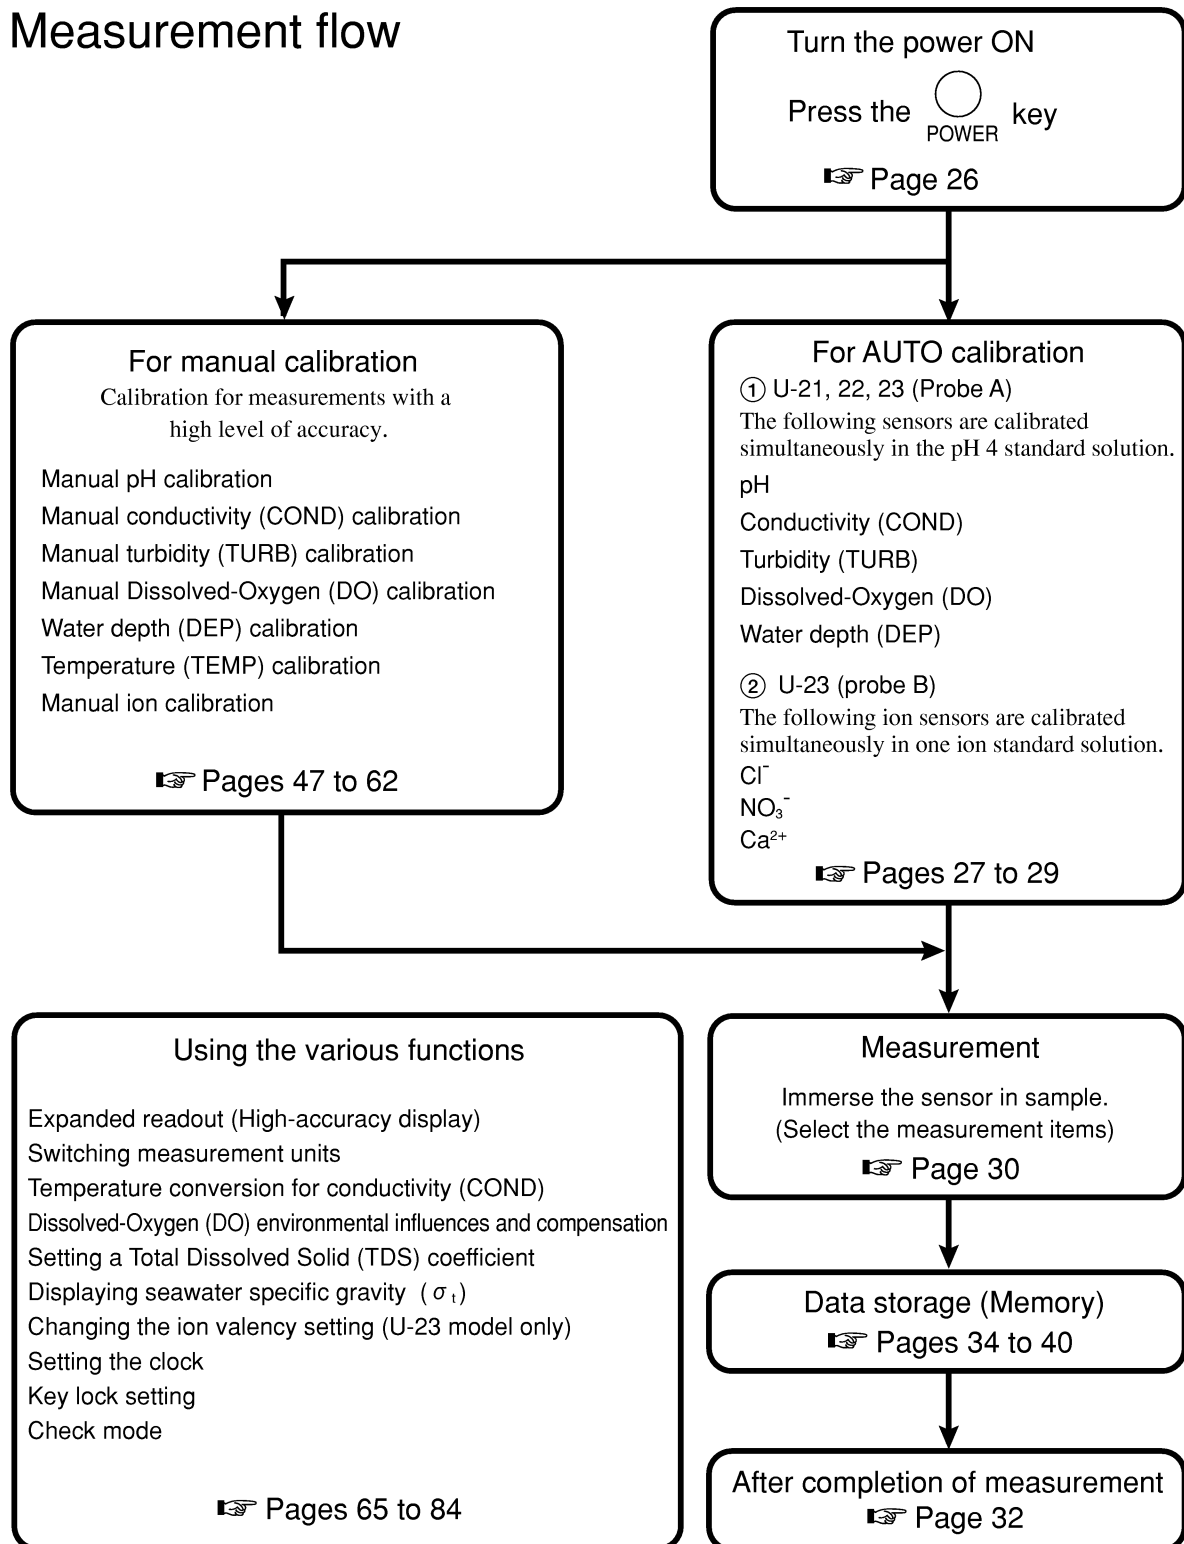 Measurement flow
Turn the power ON
Press the POWER key
☞ Page 26
For manual calibration
Calibration for measurements with a
high level of accuracy.
Manual pH calibration
Manual conductivity (COND) calibration
Manual turbidity (TURB) calibration
Manual Dissolved-Oxygen (DO) calibration
Water depth (DEP) calibration
Temperature (TEMP) calibration
Manual ion calibration
☞ Pages 47 to 62
For AUTO calibration
① U-21, 22, 23 (Probe A)
The following sensors are calibrated
simultaneously in the pH 4 standard solution.
pH
Conductivity (COND)
Turbidity (TURB)
Dissolved-Oxygen (DO)
Water depth (DEP)
② U-23 (probe B)
The following ion sensors are calibrated
simultaneously in one ion standard solution.
Cl⁻
NO₃⁻
Ca²⁺
☞ Pages 27 to 29
Using the various functions
Expanded readout (High-accuracy display)
Switching measurement units
Temperature conversion for conductivity (COND)
Dissolved-Oxygen (DO) environmental influences and compensation
Setting a Total Dissolved Solid (TDS) coefficient
Displaying seawater specific gravity (σₜ)
Changing the ion valency setting (U-23 model only)
Setting the clock
Key lock setting
Check mode
☞ Pages 65 to 84
Measurement
Immerse the sensor in sample.
(Select the measurement items)
☞ Page 30
Data storage (Memory)
☞ Pages 34 to 40
After completion of measurement
☞ Page 32